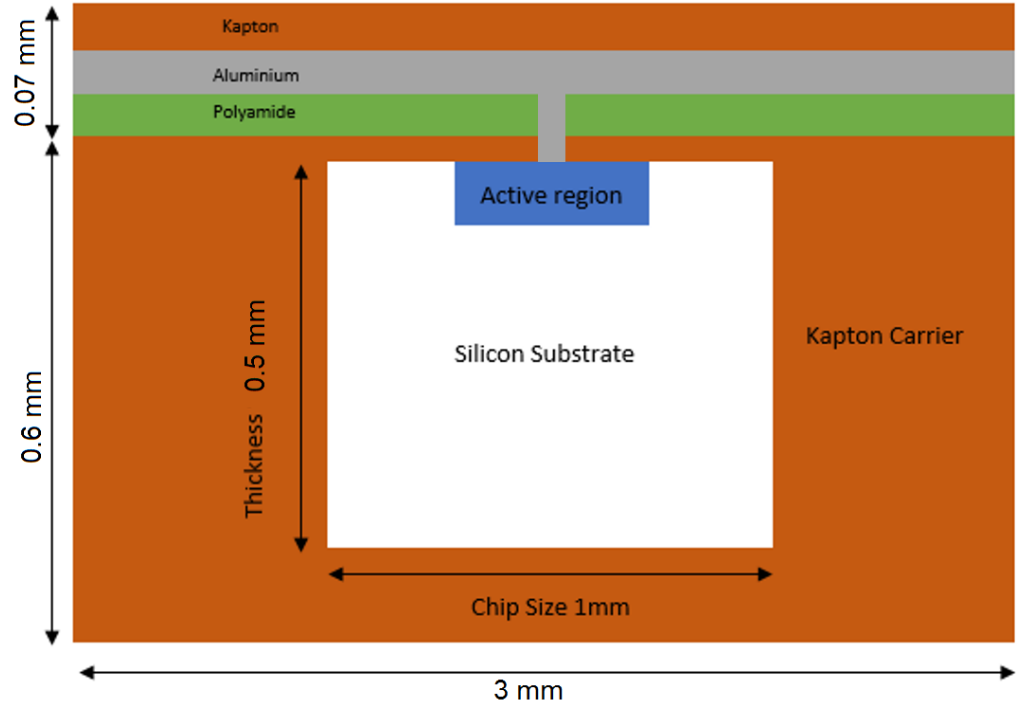 0.07 mm
Kapton
Aluminium
Polyamide
Active region
0.6 mm
Thickness 0.5 mm
Silicon Substrate
Kapton Carrier
Chip Size 1mm
3 mm